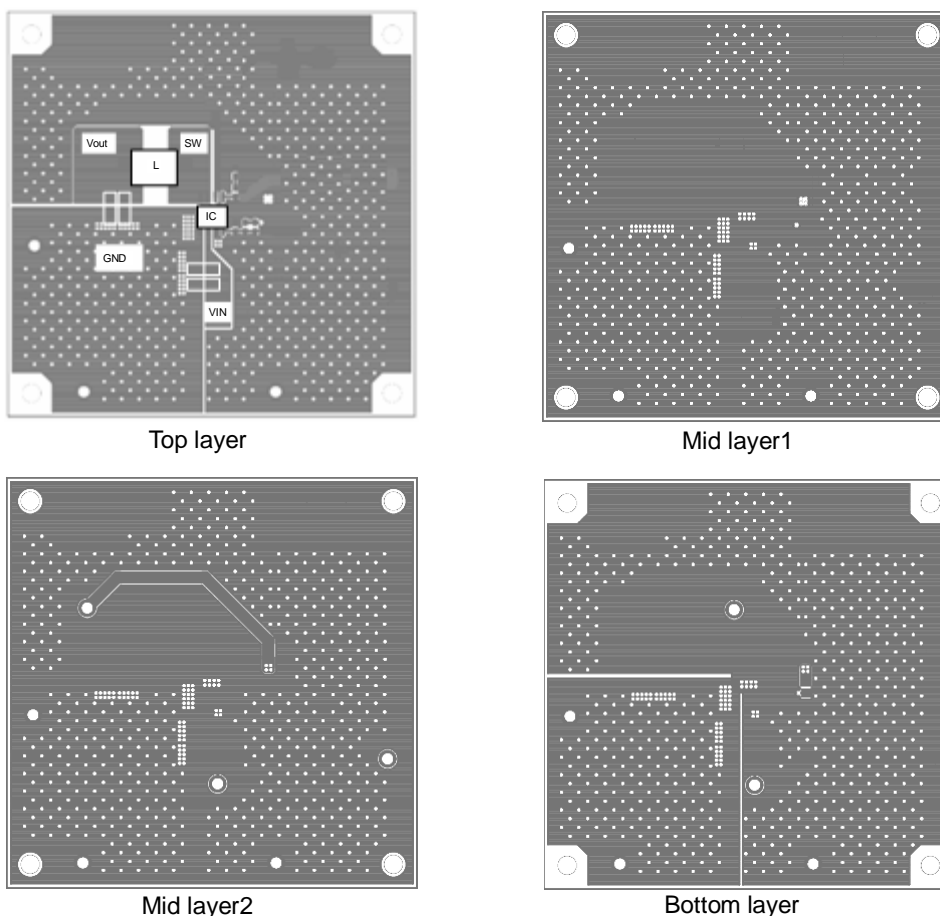 Vout
SW
L
IC
GND
VIN
Top layer
Mid layer1
Mid layer2
Bottom layer